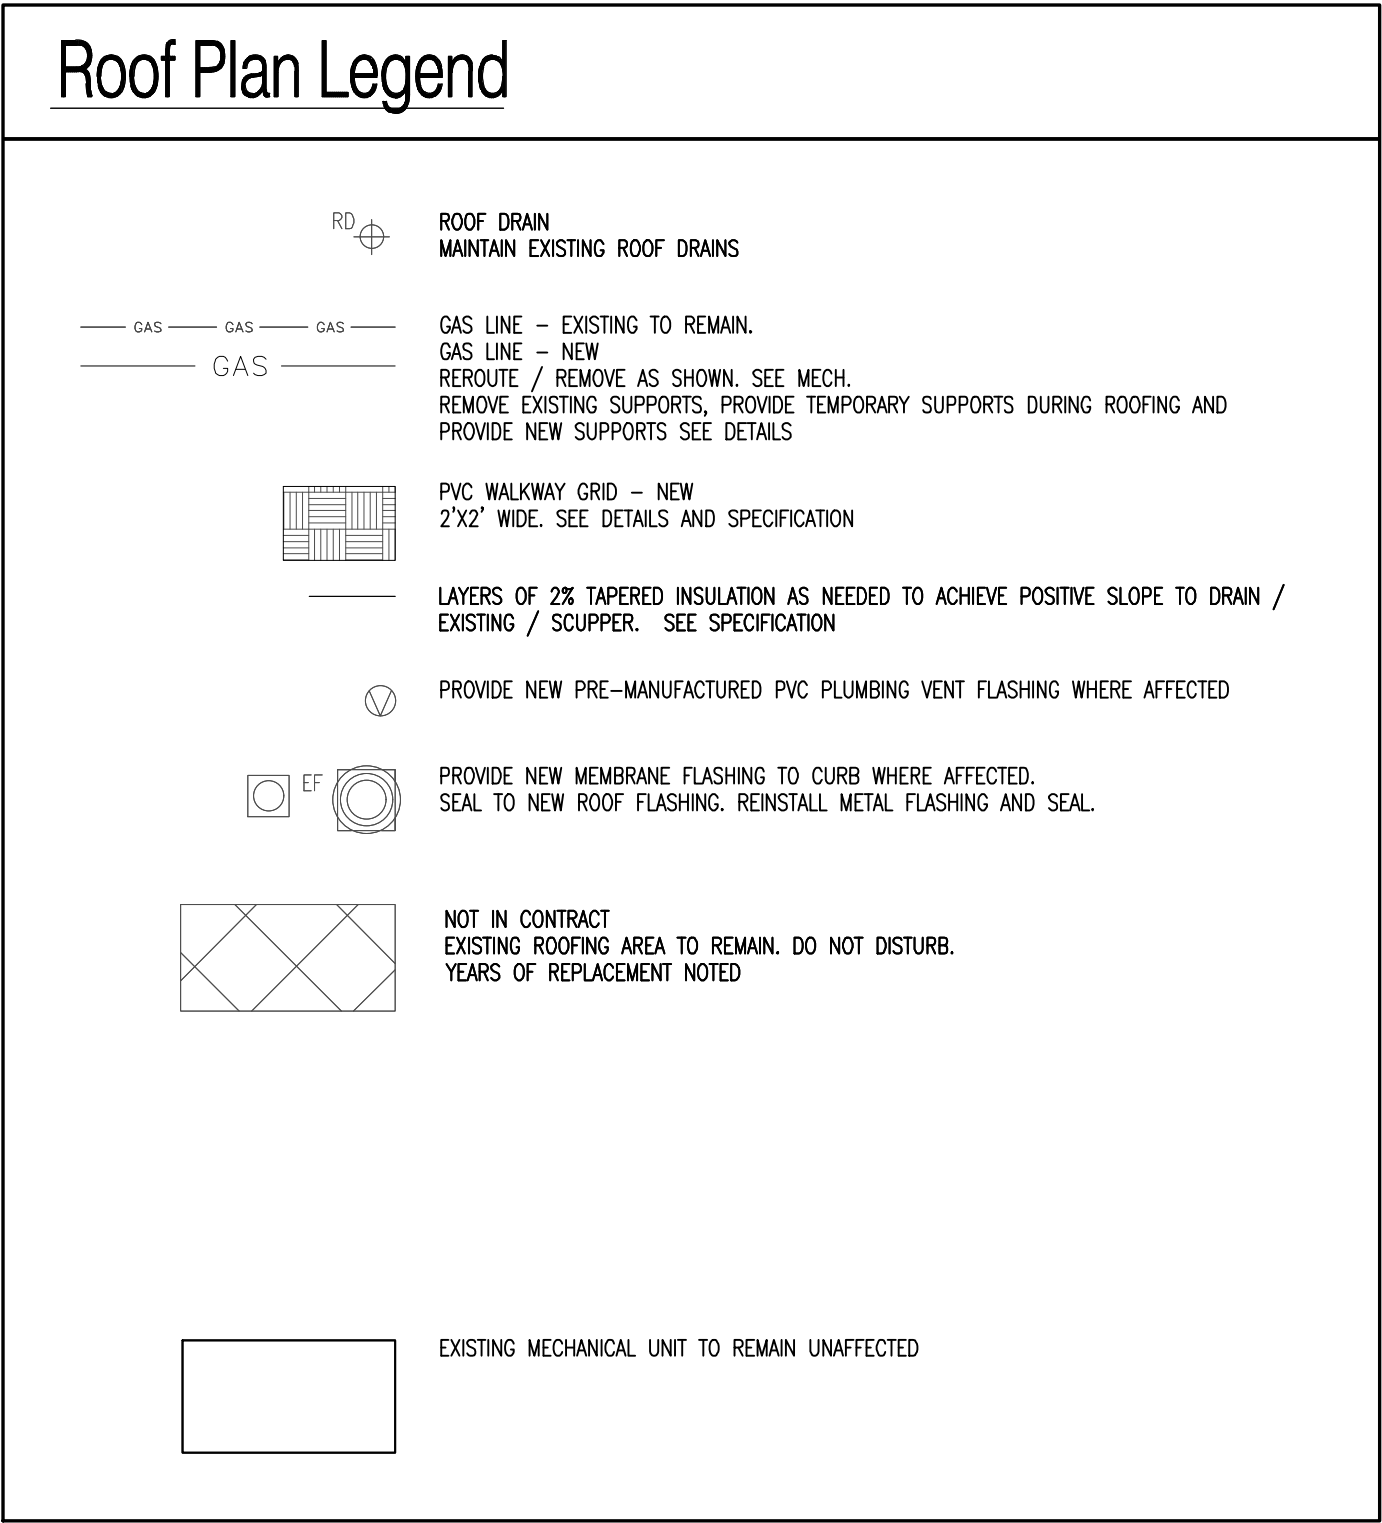 Roof Plan Legend
RD
ROOF DRAIN
MAINTAIN EXISTING ROOF DRAINS
GAS GAS GAS
GAS LINE – EXISTING TO REMAIN.
GAS LINE – NEW
GAS
REROUTE / REMOVE AS SHOWN. SEE MECH.
REMOVE EXISTING SUPPORTS, PROVIDE TEMPORARY SUPPORTS DURING ROOFING AND
PROVIDE NEW SUPPORTS SEE DETAILS
PVC WALKWAY GRID – NEW
2'X2' WIDE. SEE DETAILS AND SPECIFICATION
LAYERS OF 2% TAPERED INSULATION AS NEEDED TO ACHIEVE POSITIVE SLOPE TO DRAIN /
EXISTING / SCUPPER. SEE SPECIFICATION
V
PROVIDE NEW PRE–MANUFACTURED PVC PLUMBING VENT FLASHING WHERE AFFECTED
EF
PROVIDE NEW MEMBRANE FLASHING TO CURB WHERE AFFECTED.
SEAL TO NEW ROOF FLASHING. REINSTALL METAL FLASHING AND SEAL.
NOT IN CONTRACT
EXISTING ROOFING AREA TO REMAIN. DO NOT DISTURB.
YEARS OF REPLACEMENT NOTED
EXISTING MECHANICAL UNIT TO REMAIN UNAFFECTED